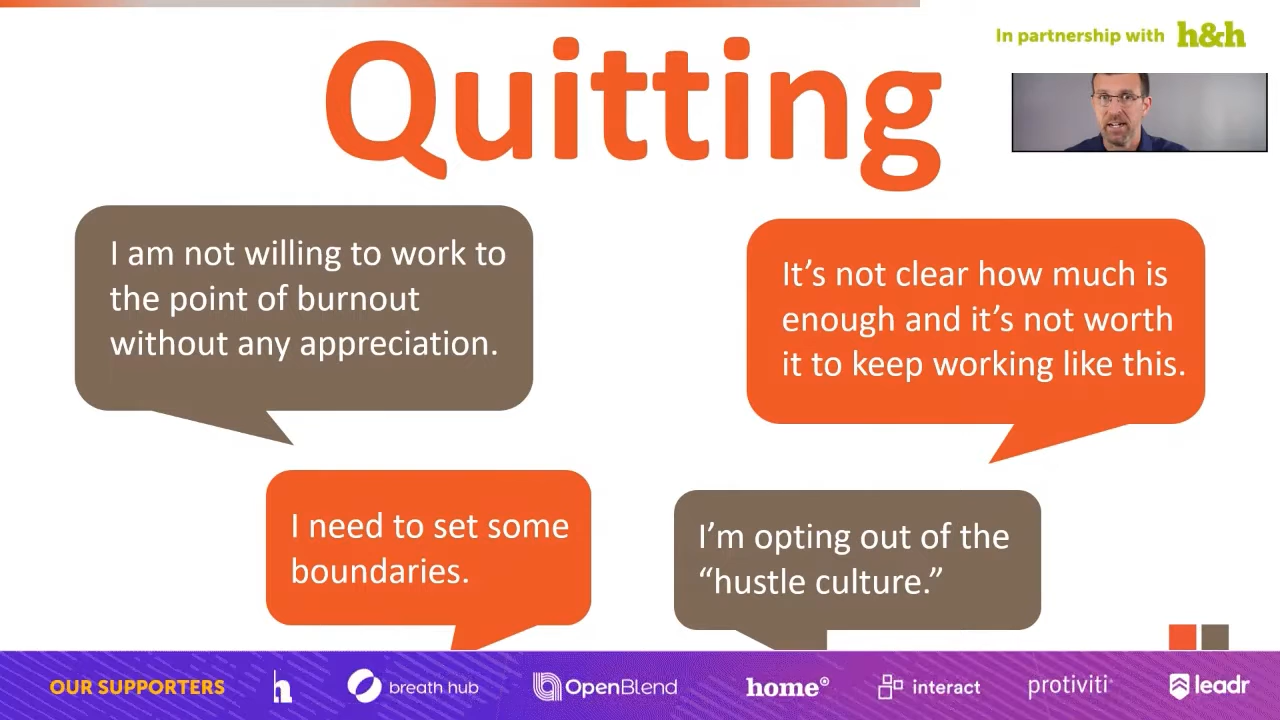 Quitting
In partnership with h&h
I am not willing to work to
the point of burnout
without any appreciation.
It’s not clear how much is
enough and it’s not worth
it to keep working like this.
I need to set some
boundaries.
I’m opting out of the
“hustle culture.”
OUR SUPPORTERS
h
breath hub
OpenBlend
home®
interact
protiviti®
leadr